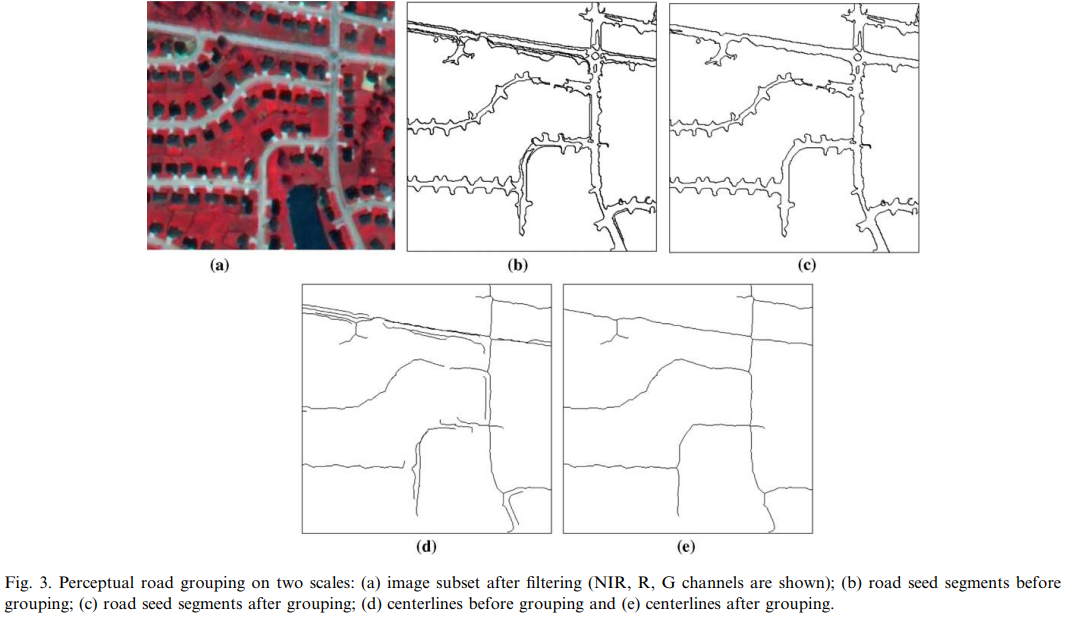 (a)
(b)
(c)
(d)
(e)
Fig. 3. Perceptual road grouping on two scales: (a) image subset after filtering (NIR, R, G channels are shown); (b) road seed segments before
grouping; (c) road seed segments after grouping; (d) centerlines before grouping and (e) centerlines after grouping.